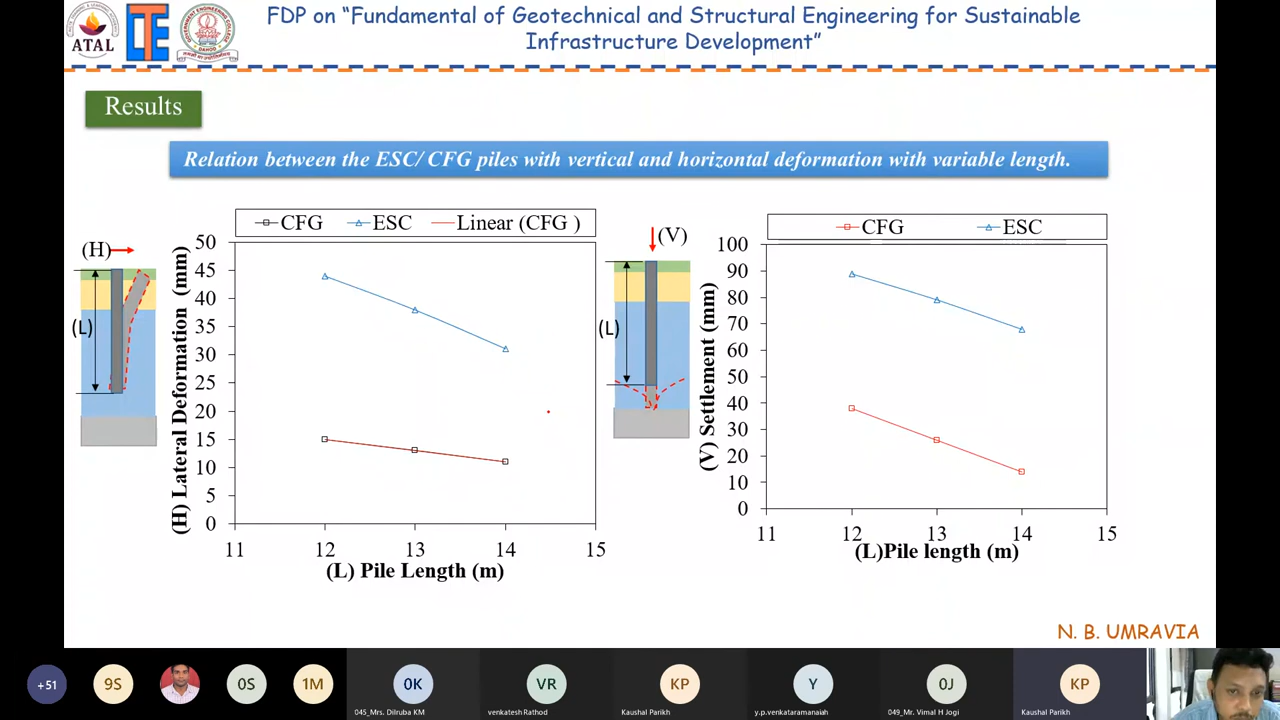 FDP on “Fundamental of Geotechnical and Structural Engineering for Sustainable
Infrastructure Development”
ATAL
Results
Relation between the ESC/ CFG piles with vertical and horizontal deformation with variable length.
CFG ESC Linear (CFG )
(H)
(L)
(H) Lateral Deformation (mm)
50
45
40
35
30
25
20
15
10
5
0
11 12 13 14 15
(L) Pile Length (m)
CFG ESC
(V)
(L)
(V) Settlement (mm)
100
90
80
70
60
50
40
30
20
10
0
11 12 13 14 15
(L)Pile length (m)
N. B. UMRAVIA
+51 9S 0S 1M 0K VR KP Y 0J KP
045_Mrs. Dilruba KM venkatesh Rathod Kaushal Parikh y.p.venkataramanaiah 049_Mr. Vimal H Jogi Kaushal Parikh